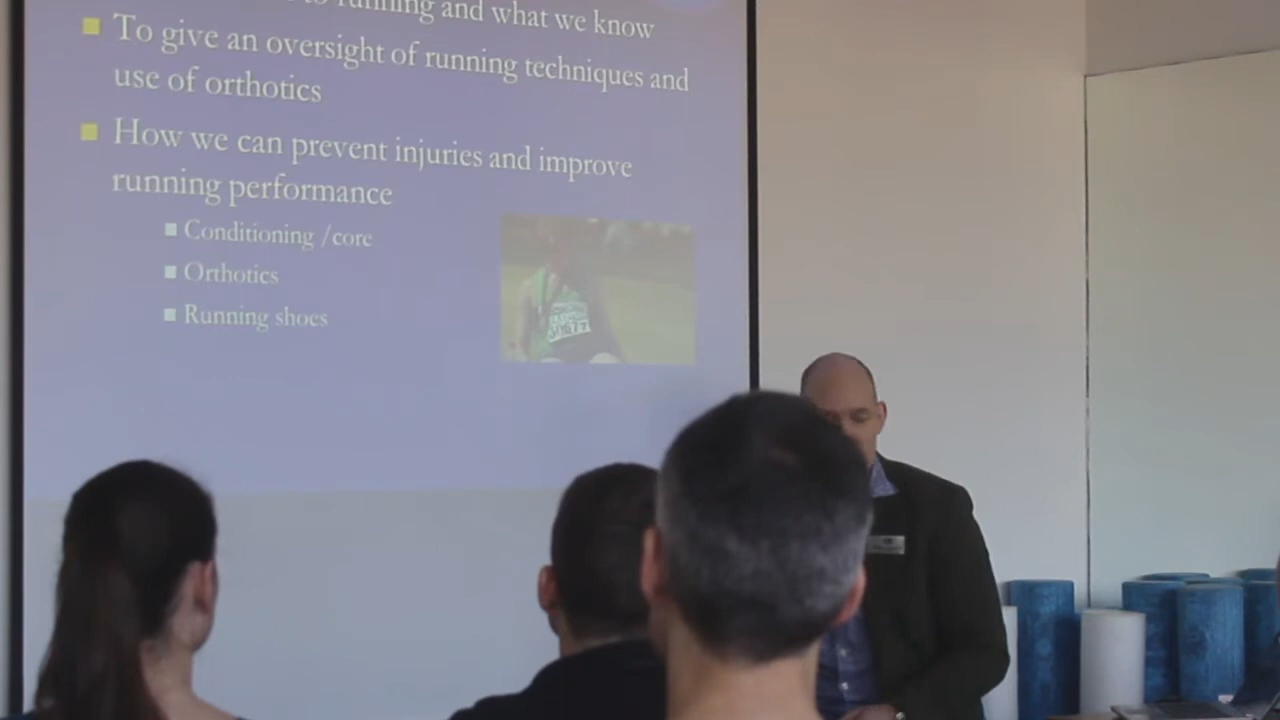 to running and what we know
To give an oversight of running techniques and
use of orthotics
How we can prevent injuries and improve
running performance
Conditioning /core
Orthotics
Running shoes